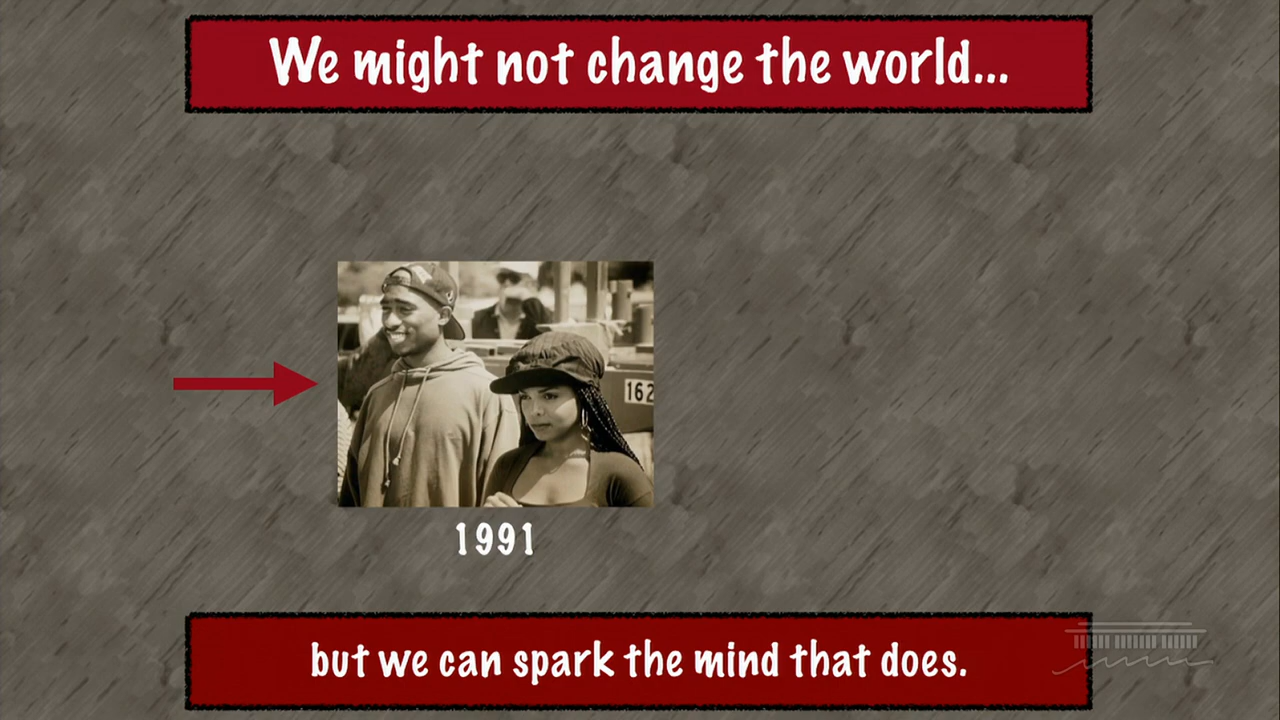 We might not change the world...
162
1991
but we can spark the mind that does.